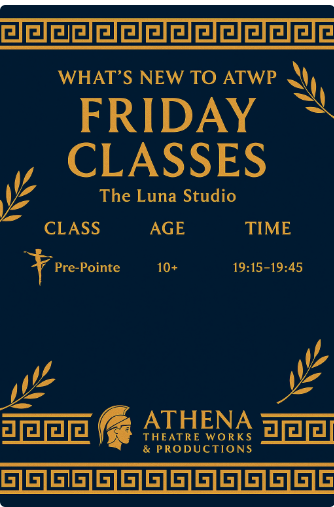 WHAT'S NEW TO ATWP
FRIDAY
CLASSES
The Luna Studio
CLASS AGE TIME
Pre-Pointe 10+ 19:15–19:45
ATHENA
THEATRE WORKS
& PRODUCTIONS